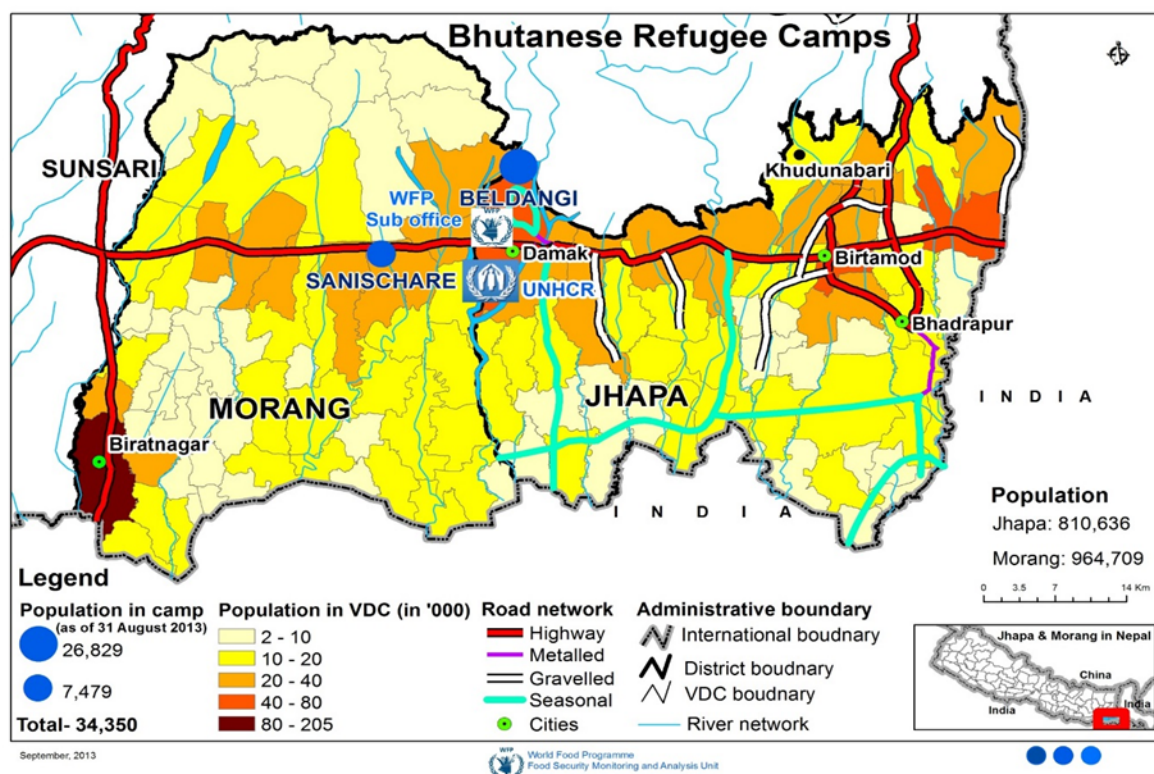 Bhutanese Refugee Camps
SUNSARI
Khudunabari
WFP
Sub office
BELDANGI
WFP
Damak
Birtamod
SANISCHARE
UNHCR
Bhadrapur
MORANG
JHAPA
INDIA
Biratnagar
INDIA
Population
Jhapa: 810,636
Morang: 964,709
0 3.5 7 14 Km
Legend
Population in camp
(as of 31 August 2013)
26,829
7,479
Total- 34,350
Population in VDC (in '000)
2 - 10
10 - 20
20 - 40
40 - 80
80 - 205
Road network
Highway
Metalled
Gravelled
Seasonal
Cities
Administrative boundary
International boudnary
District boudnary
VDC boudnary
River network
Jhapa & Morang in Nepal
China
India
India
September, 2013
WFP
World Food Programme
Food Security Monitoring and Analysis Unit